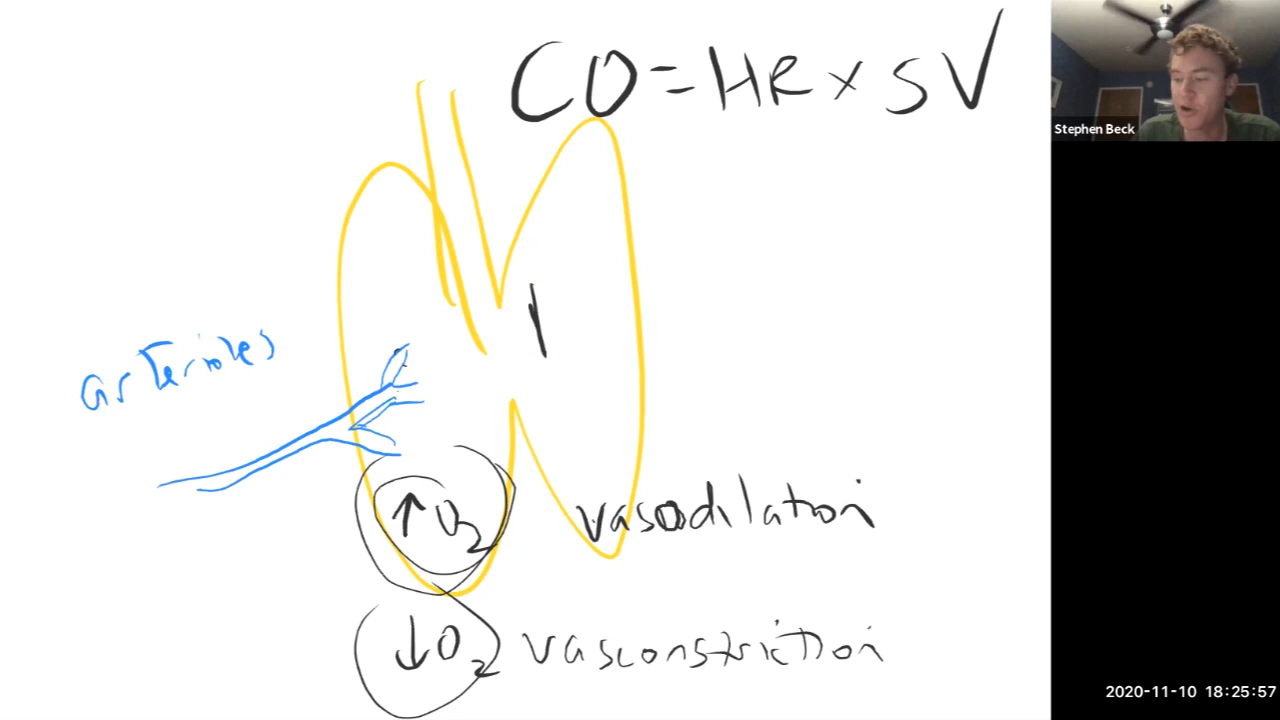 CO = HR x SV
Stephen Beck
arterioles
↑ O2 vasodilation
↓ O2 vasconstriction
2020-11-10 18:25:57